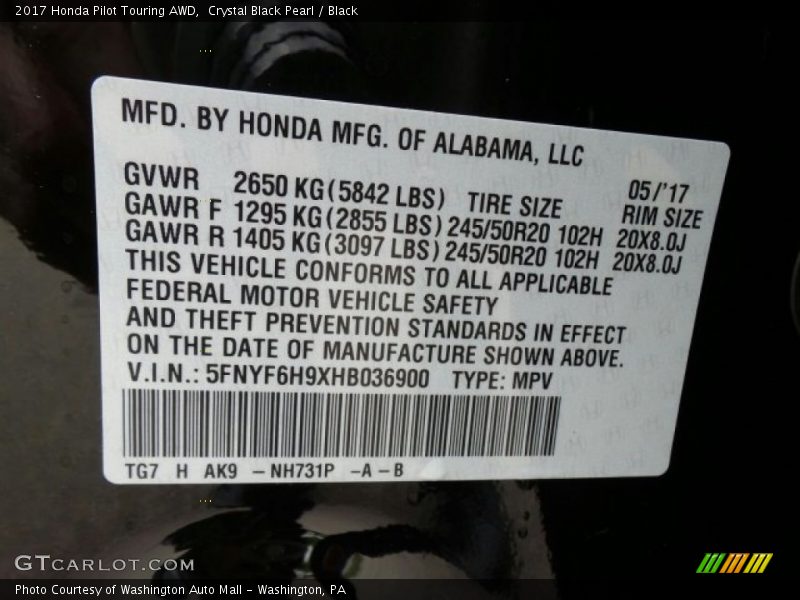 2017 Honda Pilot Touring AWD,  Crystal Black Pearl / Black
MFD. BY HONDA MFG. OF ALABAMA, LLC
05/'17
GVWR 2650 KG(5842 LBS) TIRE SIZE RIM SIZE
GAWR F 1295 KG(2855 LBS) 245/50R20 102H 20X8.0J
GAWR R 1405 KG(3097 LBS) 245/50R20 102H 20X8.0J
THIS VEHICLE CONFORMS TO ALL APPLICABLE
FEDERAL MOTOR VEHICLE SAFETY
AND THEFT PREVENTION STANDARDS IN EFFECT
ON THE DATE OF MANUFACTURE SHOWN ABOVE.
V.I.N.: 5FNYF6H9XHB036900 TYPE: MPV
TG7 H AK9 – NH731P –A – B
GTCARLOT.COM
Photo Courtesy of Washington Auto Mall – Washington, PA